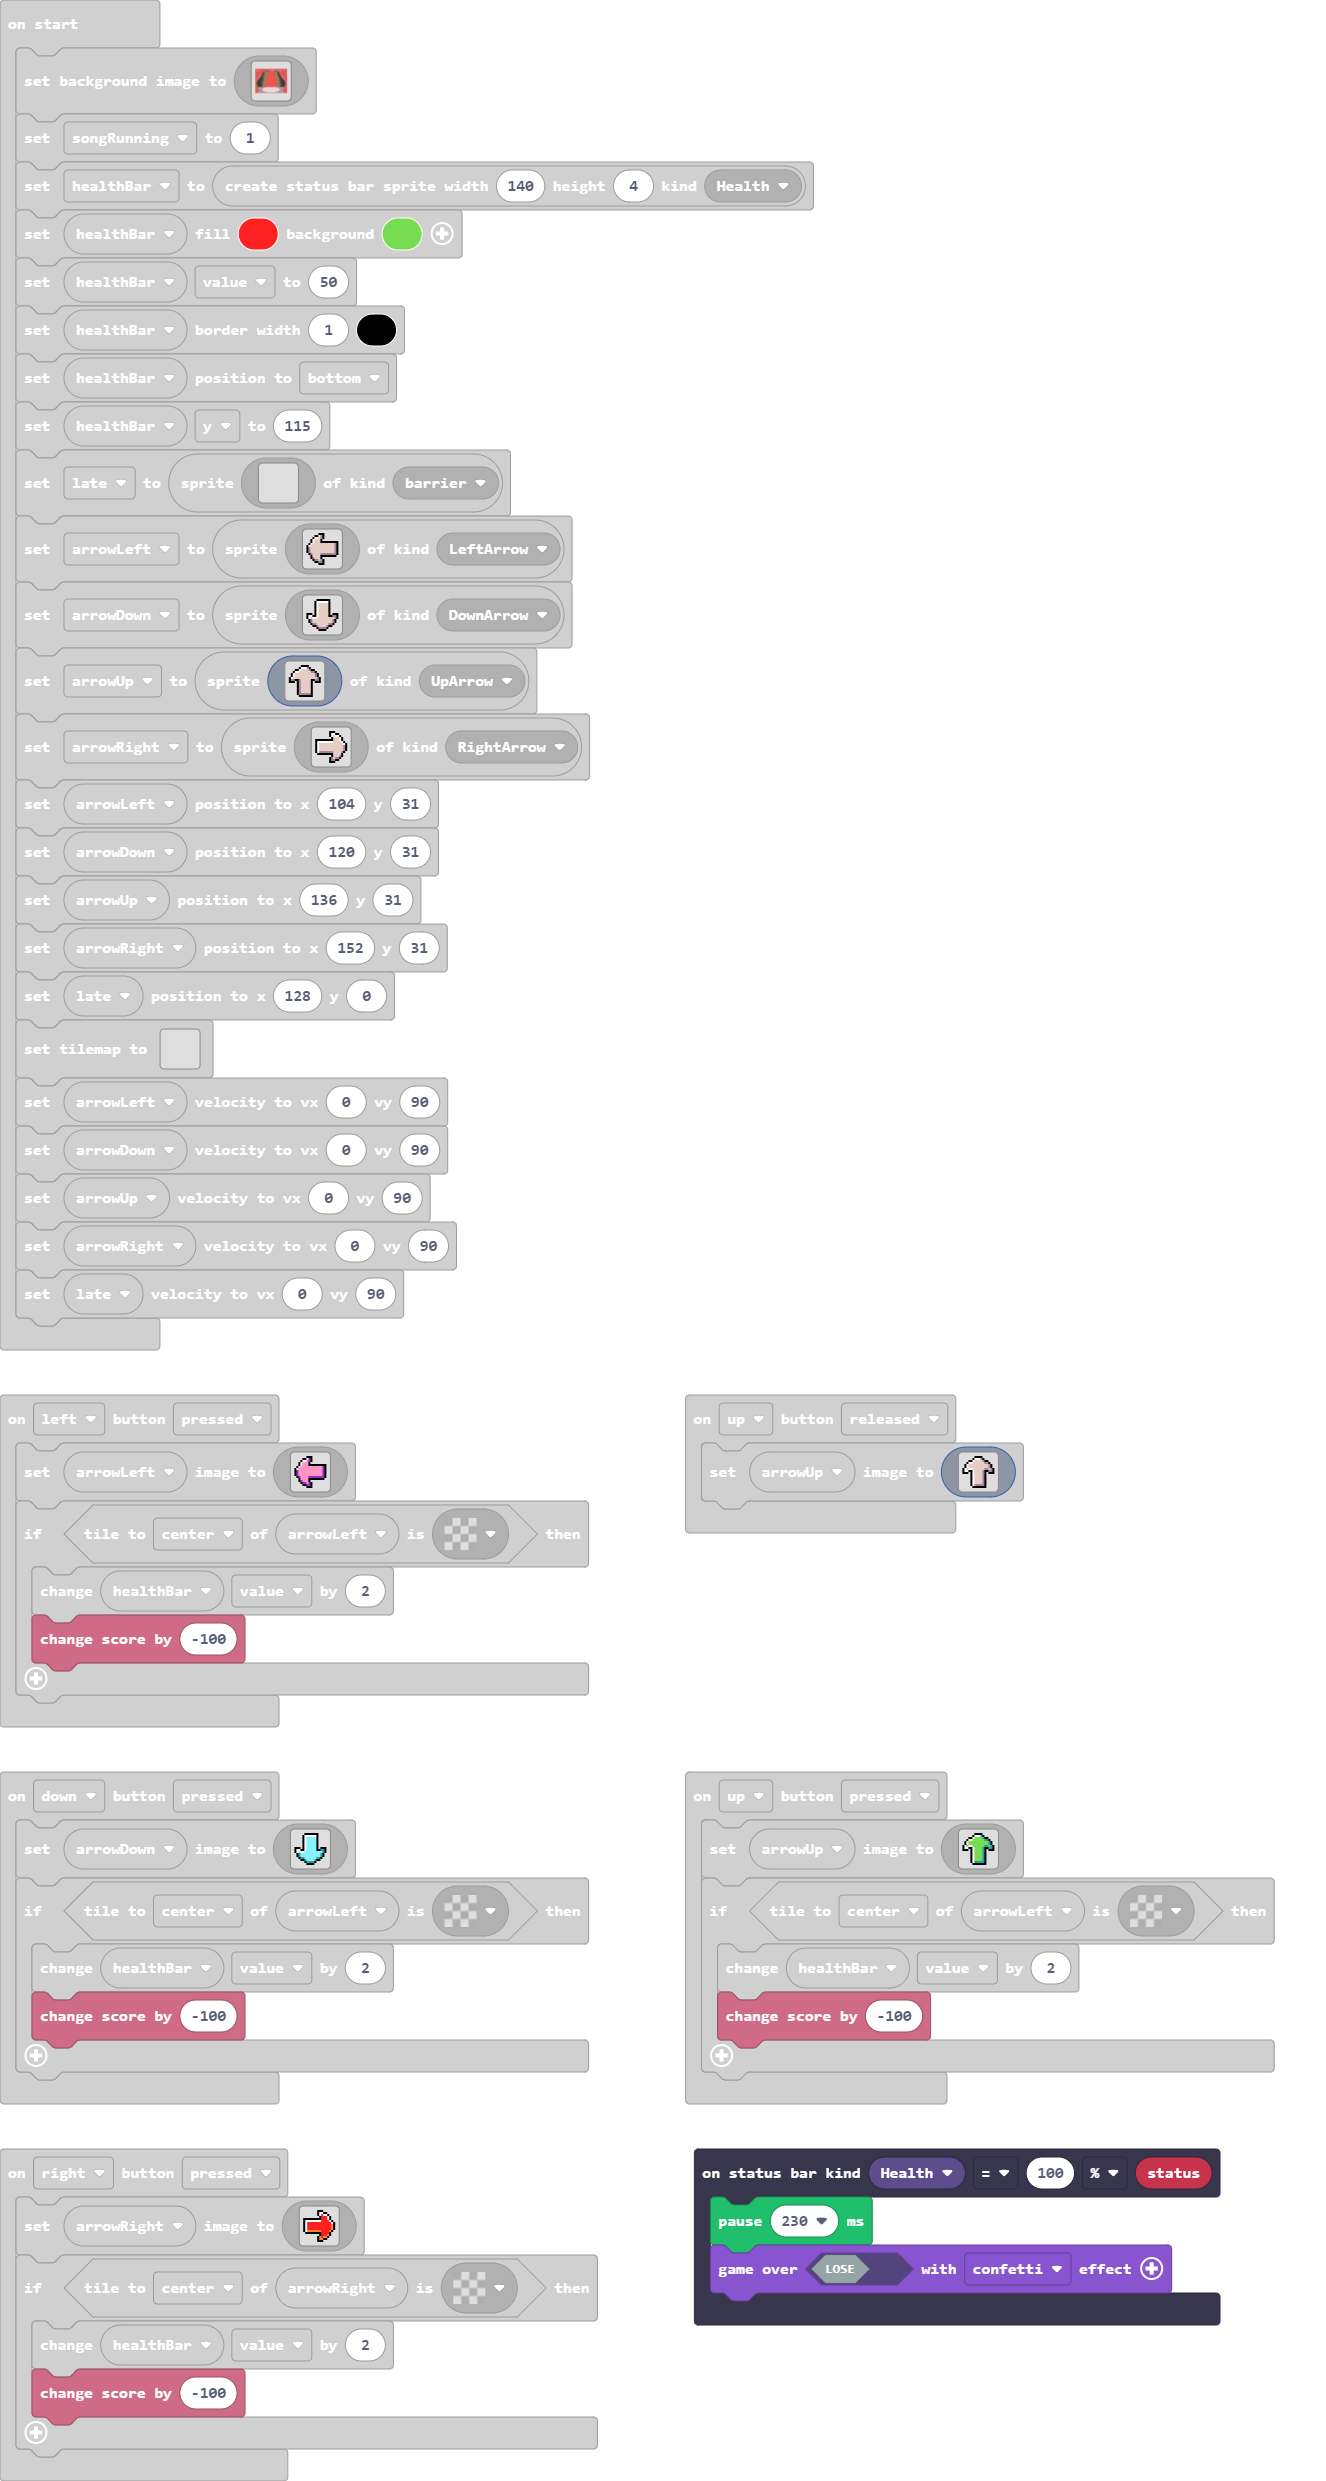 on start
set background image to
set songRunning to 1
set healthBar to create status bar sprite width 140 height 4 kind Health
set healthBar fill background
set healthBar value to 50
set healthBar border width 1
set healthBar position to bottom
set healthBar y to 115
set late to sprite of kind barrier
set arrowLeft to sprite of kind LeftArrow
set arrowDown to sprite of kind DownArrow
set arrowUp to sprite of kind UpArrow
set arrowRight to sprite of kind RightArrow
set arrowLeft position to x 104 y 31
set arrowDown position to x 120 y 31
set arrowUp position to x 136 y 31
set arrowRight position to x 152 y 31
set late position to x 128 y 0
set tilemap to
set arrowLeft velocity to vx 0 vy 90
set arrowDown velocity to vx 0 vy 90
set arrowUp velocity to vx 0 vy 90
set arrowRight velocity to vx 0 vy 90
set late velocity to vx 0 vy 90
on left button pressed
set arrowLeft image to
if tile to center of arrowLeft is then
change healthBar value by 2
change score by -100
on up button released
set arrowUp image to
on down button pressed
set arrowDown image to
if tile to center of arrowLeft is then
change healthBar value by 2
change score by -100
on up button pressed
set arrowUp image to
if tile to center of arrowLeft is then
change healthBar value by 2
change score by -100
on right button pressed
set arrowRight image to
if tile to center of arrowRight is then
change healthBar value by 2
change score by -100
on status bar kind Health = 100 % status
pause 230 ms
game over LOSE with confetti effect